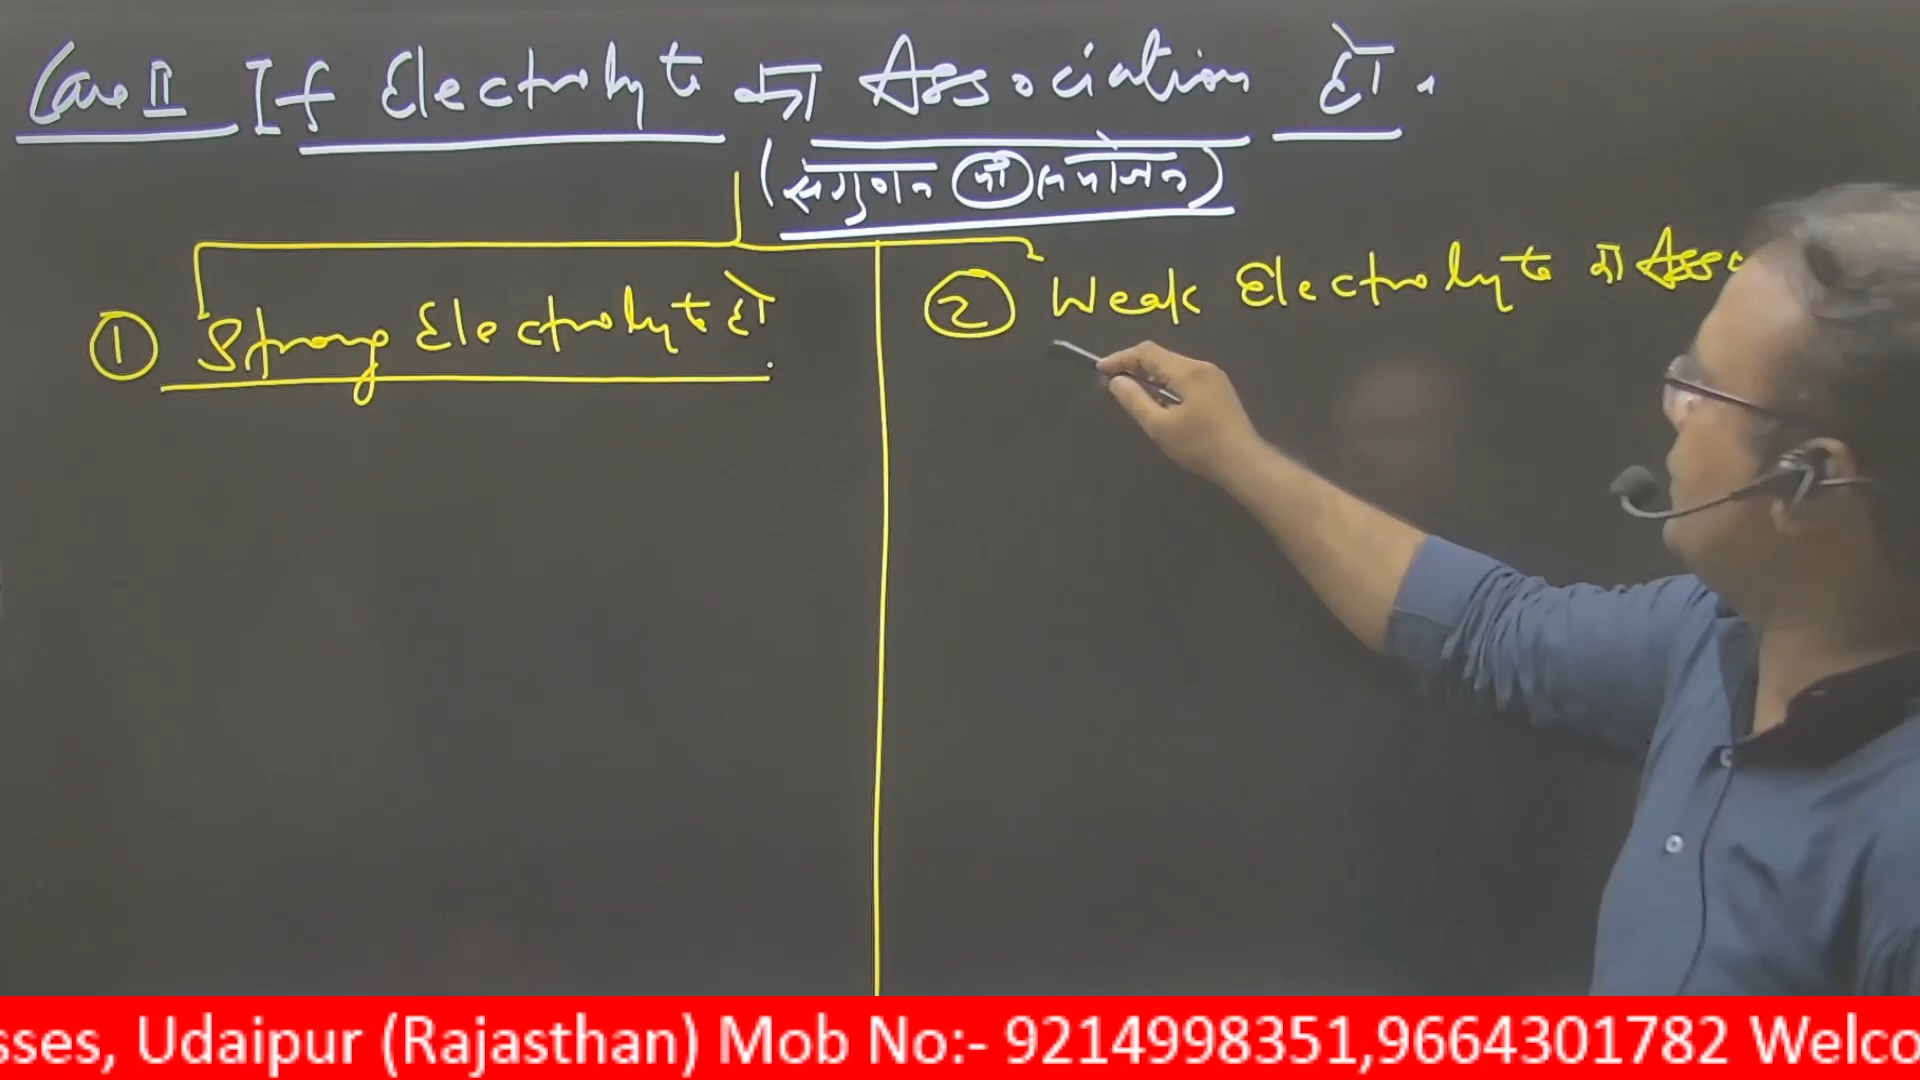 Case II If Electrolyte का Association हो.
(संगुणन या संयोजन)
① Strong Electrolyte हो
② Weak Electrolyte का Asso
sses, Udaipur (Rajasthan) Mob No:- 9214998351,9664301782 Welco